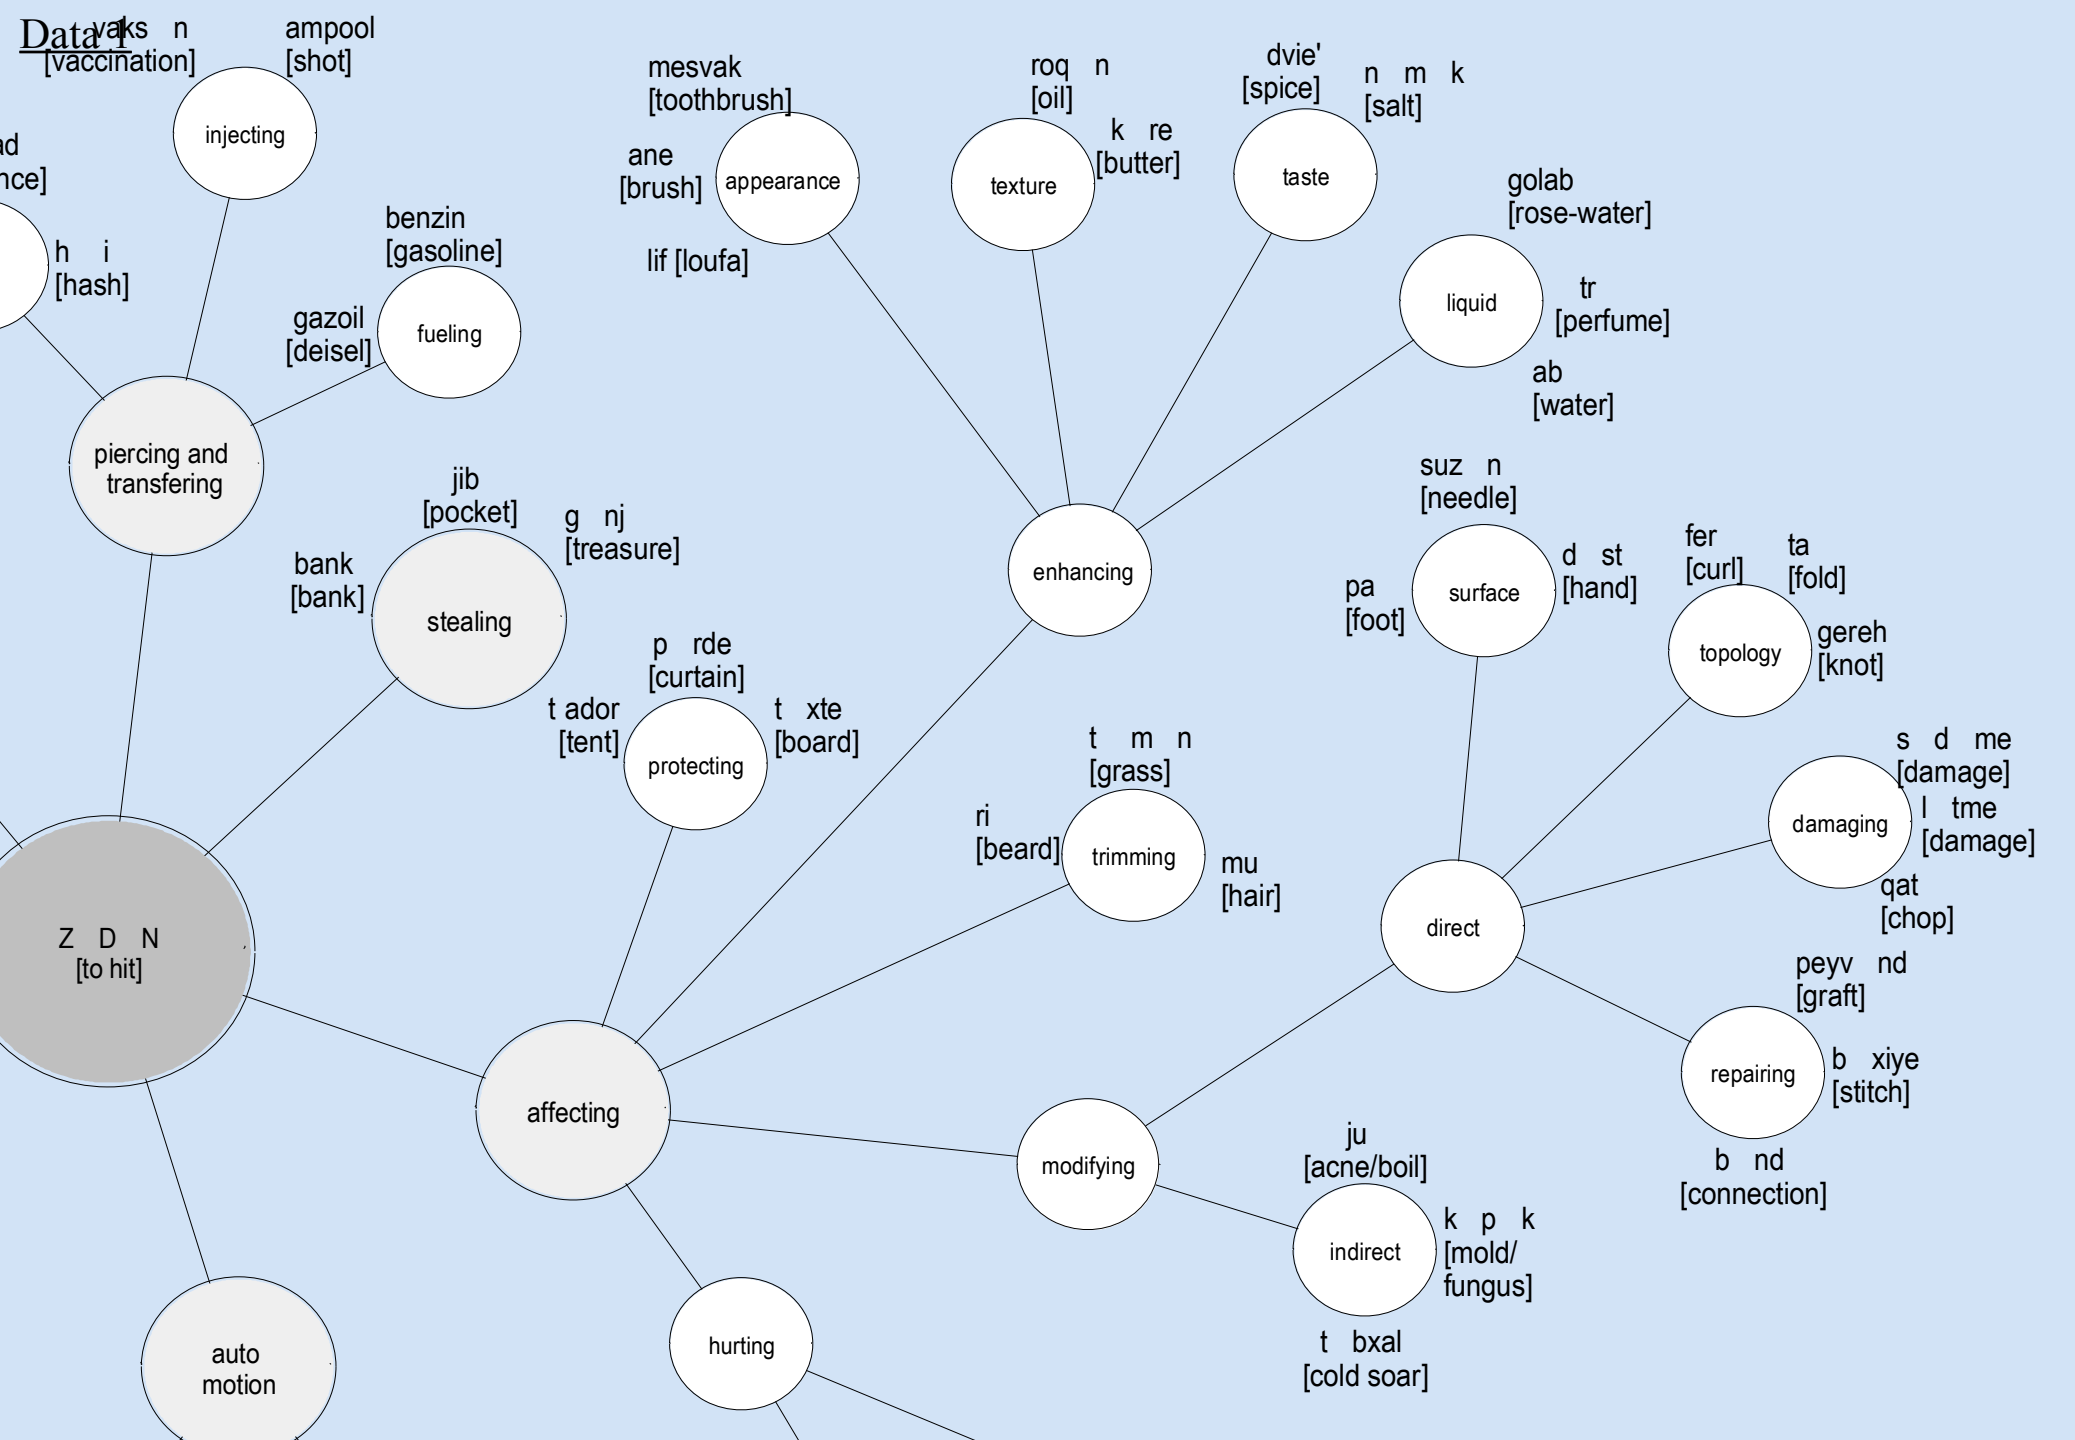 Data 1
vaks n
[vaccination]
ampool
[shot]
injecting
ad
nce]
h i
[hash]
benzin
[gasoline]
gazoil
[deisel]
fueling
piercing and
transfering
mesvak
[toothbrush]
ane
[brush]
appearance
lif [loufa]
roq n
[oil]
k re
[butter]
texture
dvie'
[spice]
n m k
[salt]
taste
golab
[rose-water]
liquid
tr
[perfume]
ab
[water]
enhancing
jib
[pocket]
g nj
[treasure]
bank
[bank]
stealing
p rde
[curtain]
t ador
[tent]
t xte
[board]
protecting
t m n
[grass]
ri
[beard]
trimming
mu
[hair]
suz n
[needle]
pa
[foot]
surface
d st
[hand]
fer
[curl]
ta
[fold]
topology
gereh
[knot]
s d me
[damage]
damaging
l tme
[damage]
qat
[chop]
direct
peyv nd
[graft]
repairing
b xiye
[stitch]
b nd
[connection]
Z D N
[to hit]
affecting
modifying
ju
[acne/boil]
indirect
k p k
[mold/
fungus]
t bxal
[cold soar]
hurting
auto
motion